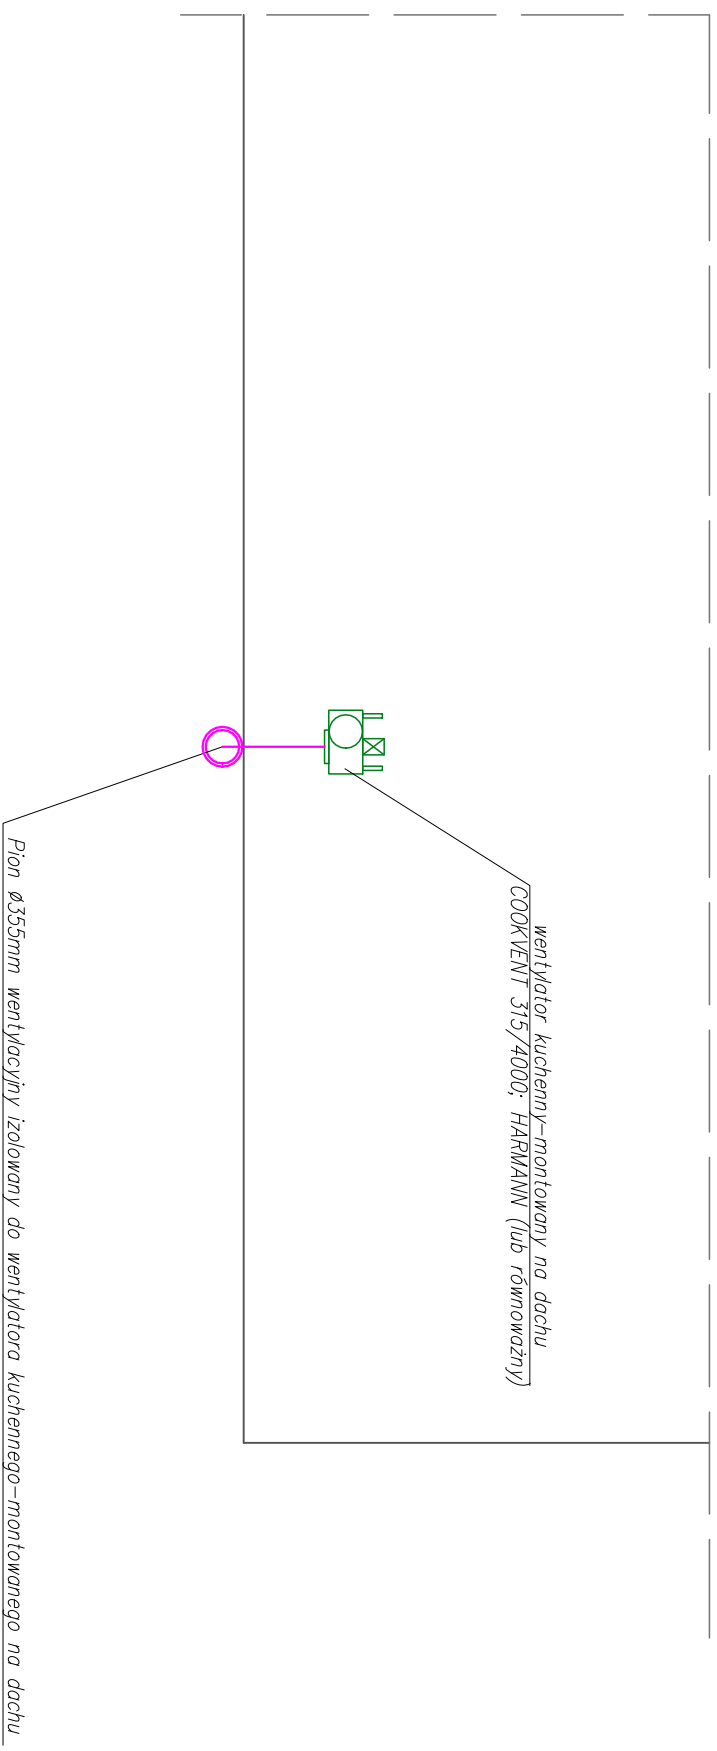 wentylator kuchenny-montowany na dachu
COOKVENT 315/4000; HARMANN (lub równoważny)
Pion Ø355mm wentylacyjny izolowany do wentylatora kuchennego-montowanego na dachu